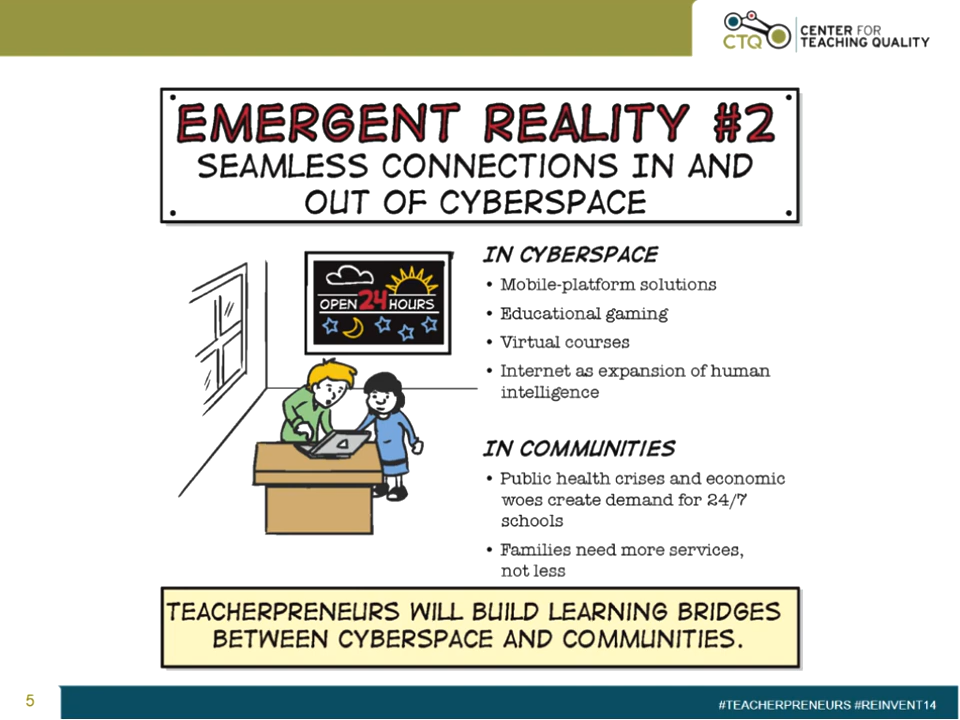 CTQ
CENTER FOR
TEACHING QUALITY
EMERGENT REALITY #2
SEAMLESS CONNECTIONS IN AND
OUT OF CYBERSPACE
OPEN 24 HOURS
IN CYBERSPACE
• Mobile-platform solutions
• Educational gaming
• Virtual courses
• Internet as expansion of human
intelligence
IN COMMUNITIES
• Public health crises and economic
woes create demand for 24/7
schools
• Families need more services,
not less
TEACHERPRENEURS WILL BUILD LEARNING BRIDGES
BETWEEN CYBERSPACE AND COMMUNITIES.
5
#TEACHERPRENEURS #REINVENT14